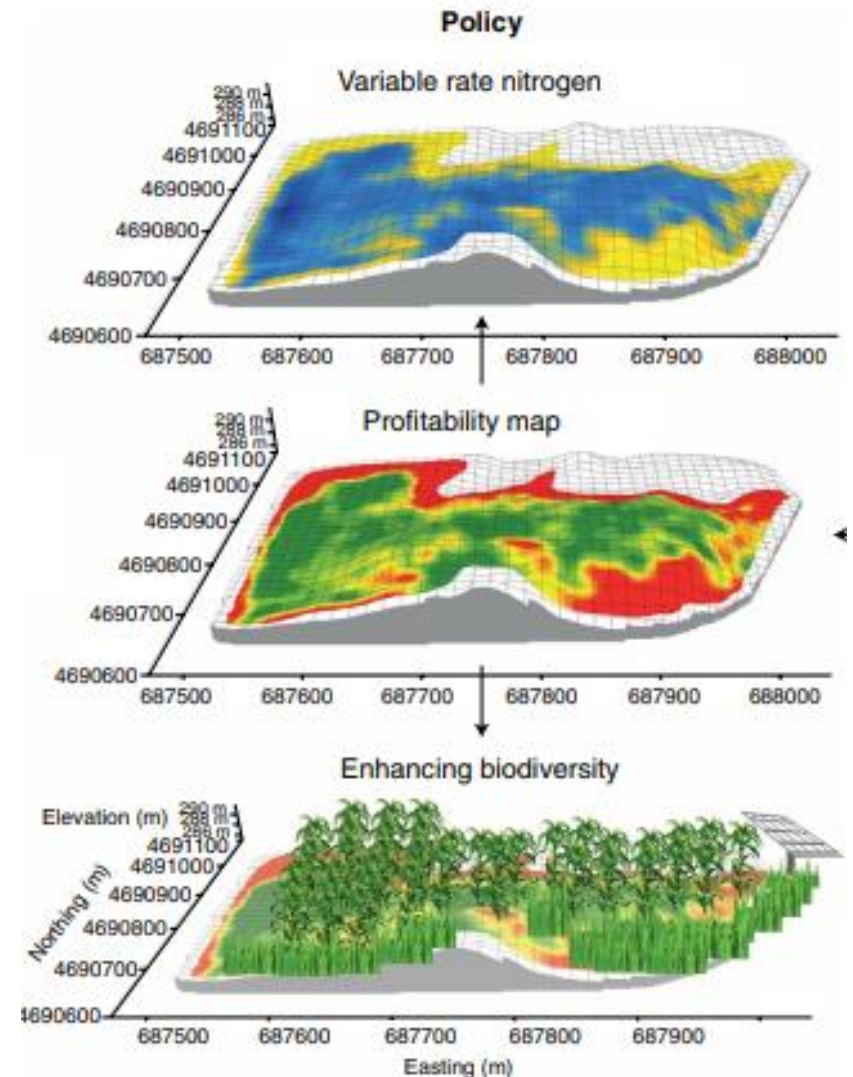 Policy
Variable rate nitrogen
290 m
288 m
286 m
4691100
4691000
4690900
4690800
4690700
4690600
687500 687600 687700 687800 687900 688000
Profitability map
290 m
288 m
286 m
4691100
4691000
4690900
4690800
4690700
4690600
687500 687600 687700 687800 687900 688000
Enhancing biodiversity
Elevation (m)
290 m
288 m
286 m
4691100
4691000
4690900
4690800
4690700
4690600
Northing (m)
687500 687600 687700 687800 687900
Easting (m)